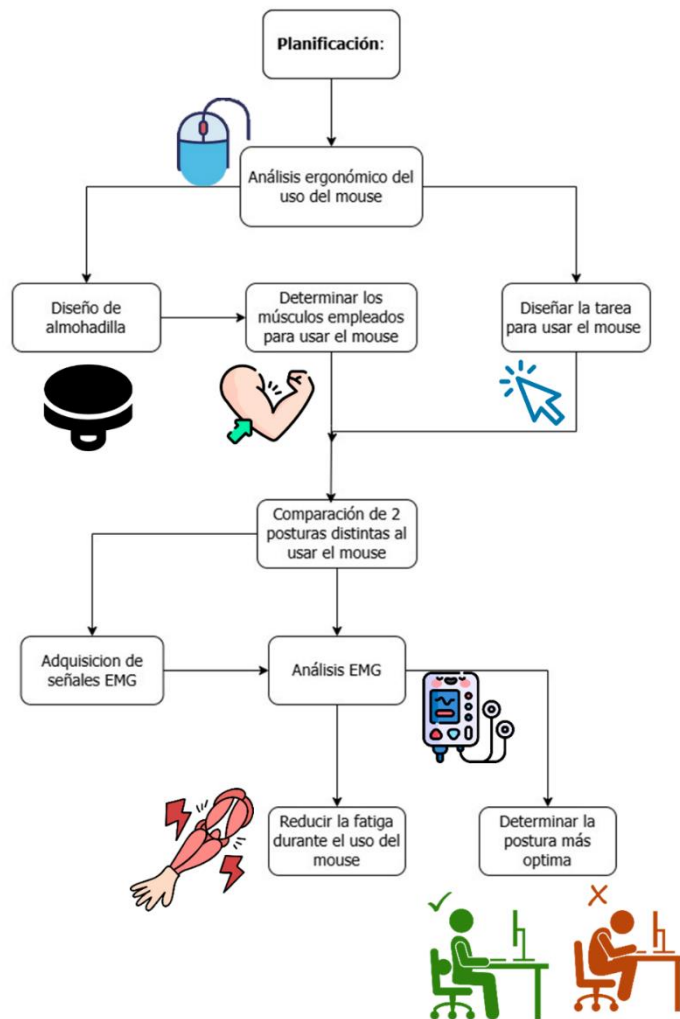 Planificación:
Análisis ergonómico del
uso del mouse
Diseño de
almohadilla
Determinar los
músculos empleados
para usar el mouse
Diseñar la tarea
para usar el mouse
Comparación de 2
posturas distintas al
usar el mouse
Adquisicion de
señales EMG
Análisis EMG
Reducir la fatiga
durante el uso del
mouse
Determinar la
postura más
optima